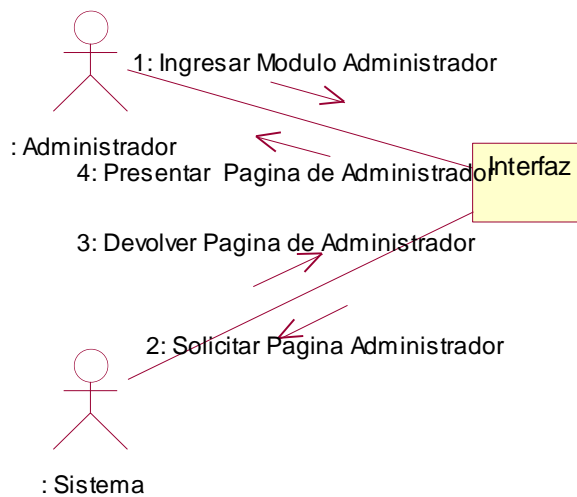 1: Ingresar Modulo Administrador
: Administrador
4: Presentar Pagina de Administrador
Interfaz
3: Devolver Pagina de Administrador
2: Solicitar Pagina Administrador
: Sistema